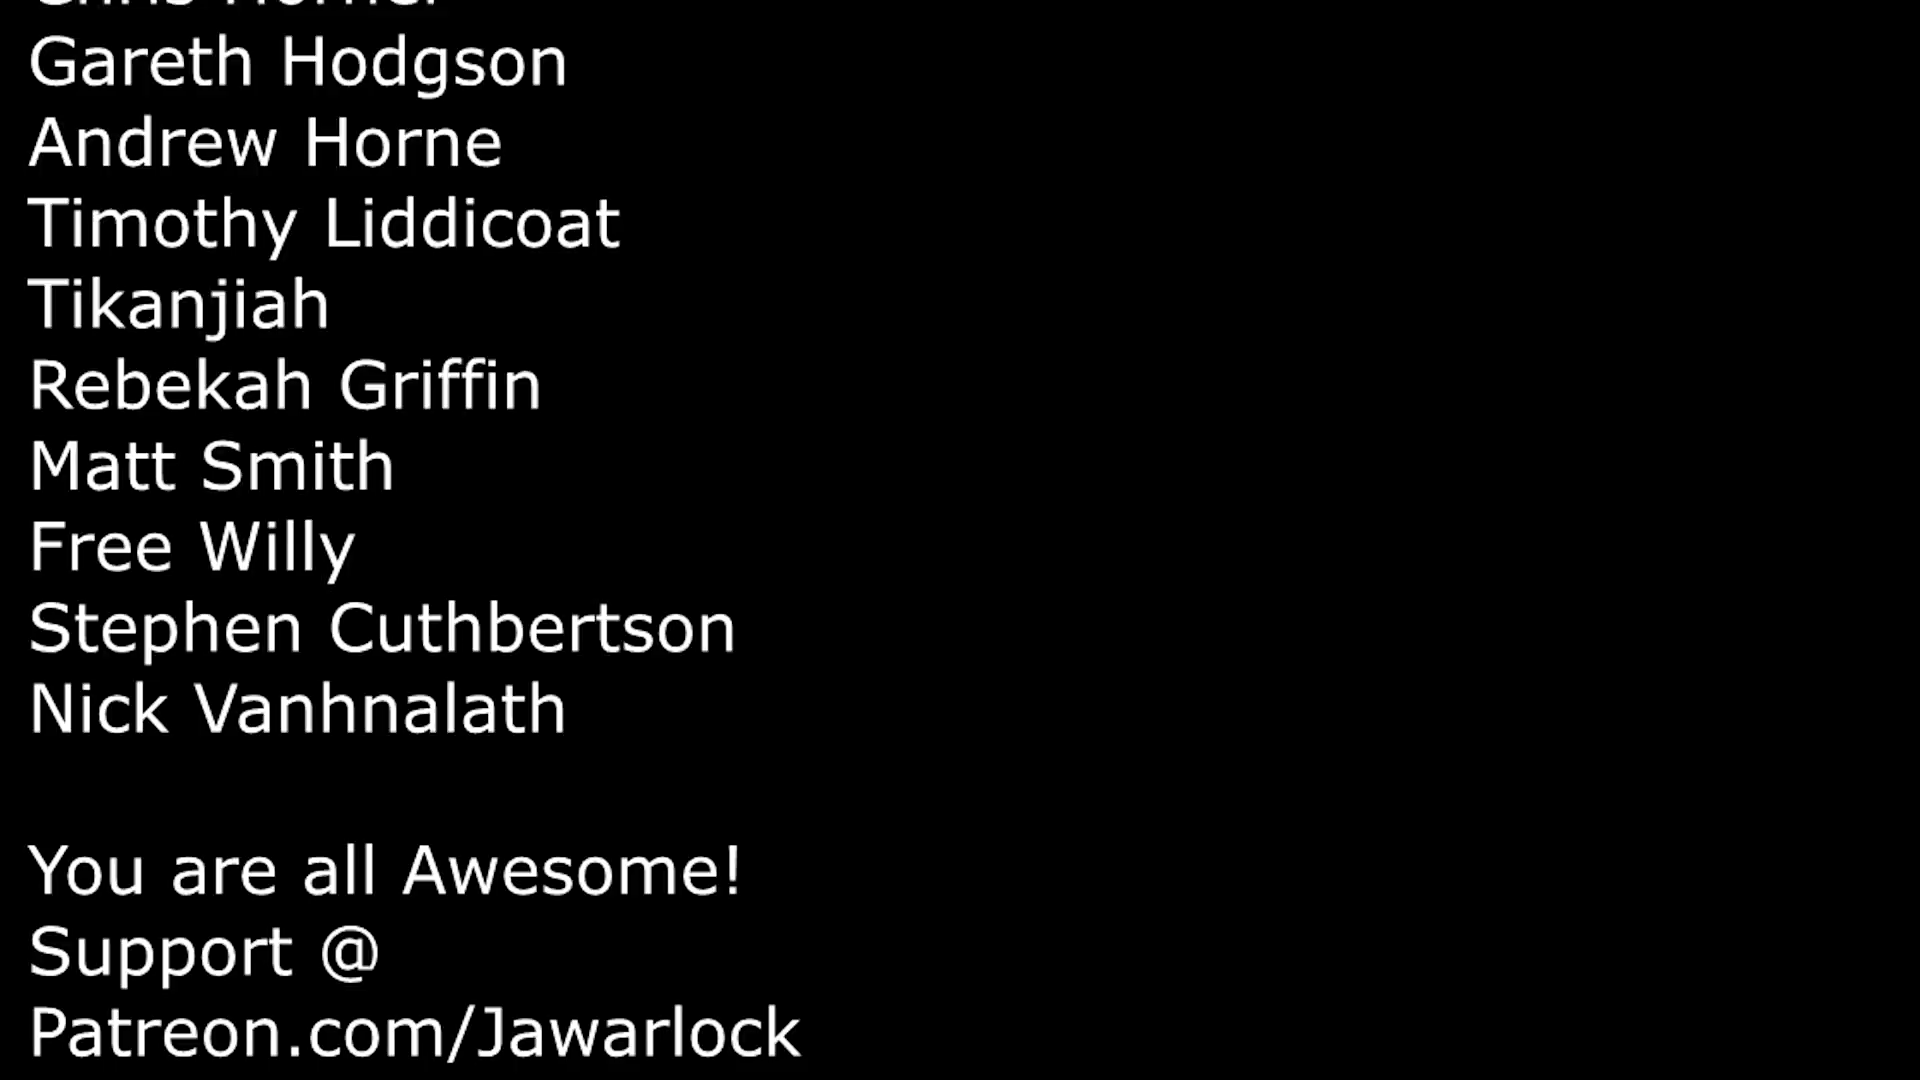 Gareth Hodgson
Andrew Horne
Timothy Liddicoat
Tikanjiah
Rebekah Griffin
Matt Smith
Free Willy
Stephen Cuthbertson
Nick Vanhnalath
You are all Awesome!
Support @
Patreon.com/Jawarlock